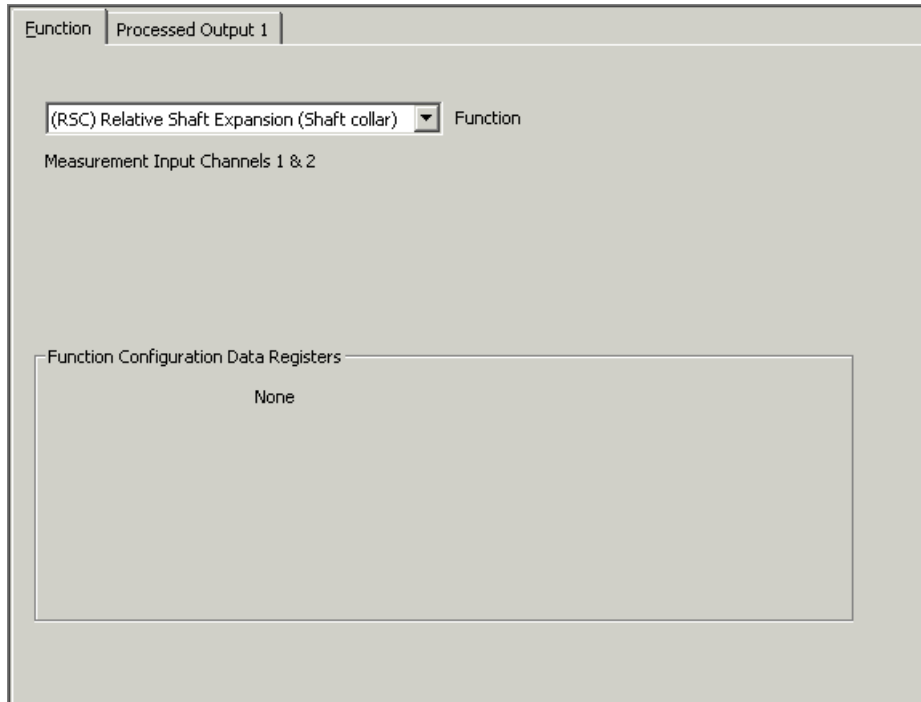 Function Processed Output 1
(RSC) Relative Shaft Expansion (Shaft collar) Function
Measurement Input Channels 1 & 2
Function Configuration Data Registers
None